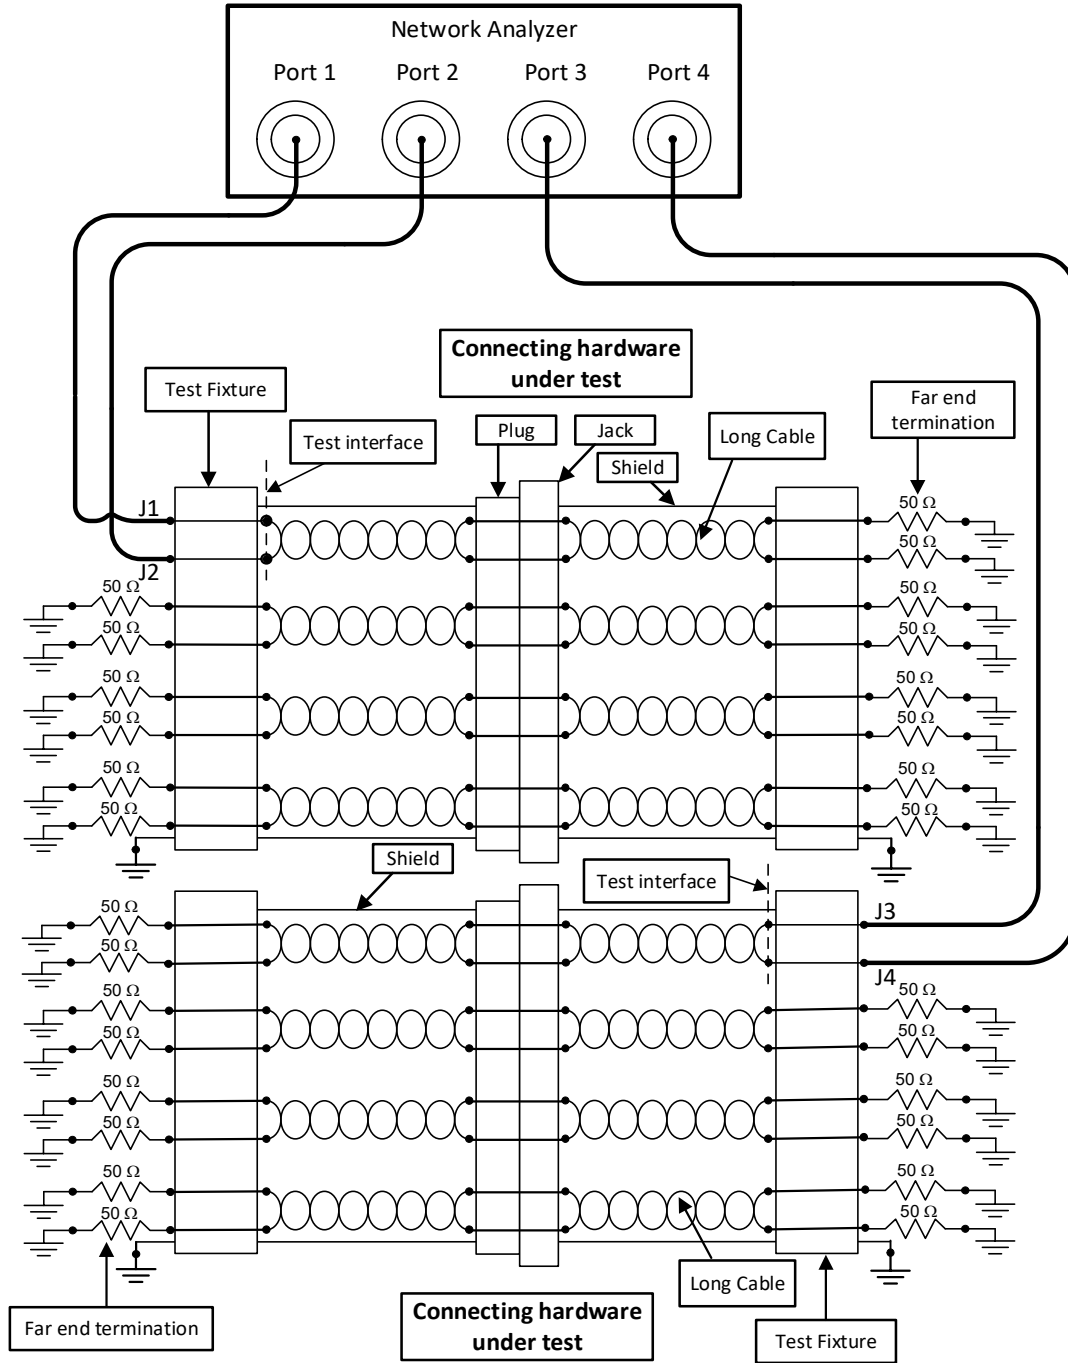 Network Analyzer
Port 1
Port 2
Port 3
Port 4
Connecting hardware
under test
Test Fixture
Far end
termination
Plug
Jack
Long Cable
Test interface
Shield
J1
J2
50 Ω
50 Ω
50 Ω
50 Ω
50 Ω
50 Ω
50 Ω
50 Ω
50 Ω
50 Ω
50 Ω
50 Ω
50 Ω
50 Ω
Shield
Test interface
J3
J4
50 Ω
50 Ω
50 Ω
50 Ω
50 Ω
50 Ω
50 Ω
50 Ω
50 Ω
50 Ω
50 Ω
50 Ω
50 Ω
50 Ω
Long Cable
Far end termination
Connecting hardware
under test
Test Fixture